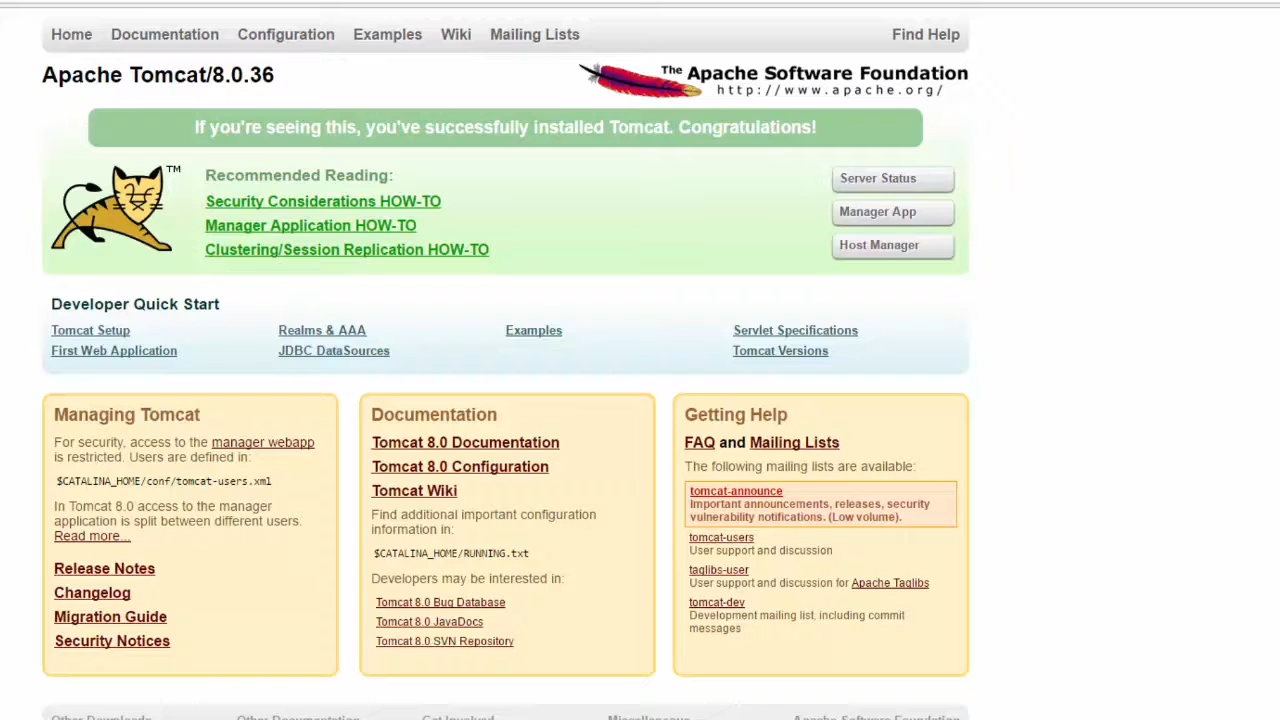 Home Documentation Configuration Examples Wiki Mailing Lists Find Help
Apache Tomcat/8.0.36
The Apache Software Foundation
http://www.apache.org/
If you're seeing this, you've successfully installed Tomcat. Congratulations!
TM
Recommended Reading:
Security Considerations HOW-TO
Manager Application HOW-TO
Clustering/Session Replication HOW-TO
Server Status
Manager App
Host Manager
Developer Quick Start
Tomcat Setup
First Web Application
Realms & AAA
JDBC DataSources
Examples
Servlet Specifications
Tomcat Versions
Managing Tomcat
For security, access to the manager webapp
is restricted. Users are defined in:
$CATALINA_HOME/conf/tomcat-users.xml
In Tomcat 8.0 access to the manager
application is split between different users.
Read more...
Release Notes
Changelog
Migration Guide
Security Notices
Documentation
Tomcat 8.0 Documentation
Tomcat 8.0 Configuration
Tomcat Wiki
Find additional important configuration
information in:
$CATALINA_HOME/RUNNING.txt
Developers may be interested in:
Tomcat 8.0 Bug Database
Tomcat 8.0 JavaDocs
Tomcat 8.0 SVN Repository
Getting Help
FAQ and Mailing Lists
The following mailing lists are available:
tomcat-announce
Important announcements, releases, security
vulnerability notifications. (Low volume).
tomcat-users
User support and discussion
taglibs-user
User support and discussion for Apache Taglibs
tomcat-dev
Development mailing list, including commit
messages
Other Downloads Other Documentation Get Involved Miscellaneous Apache Software Foundation